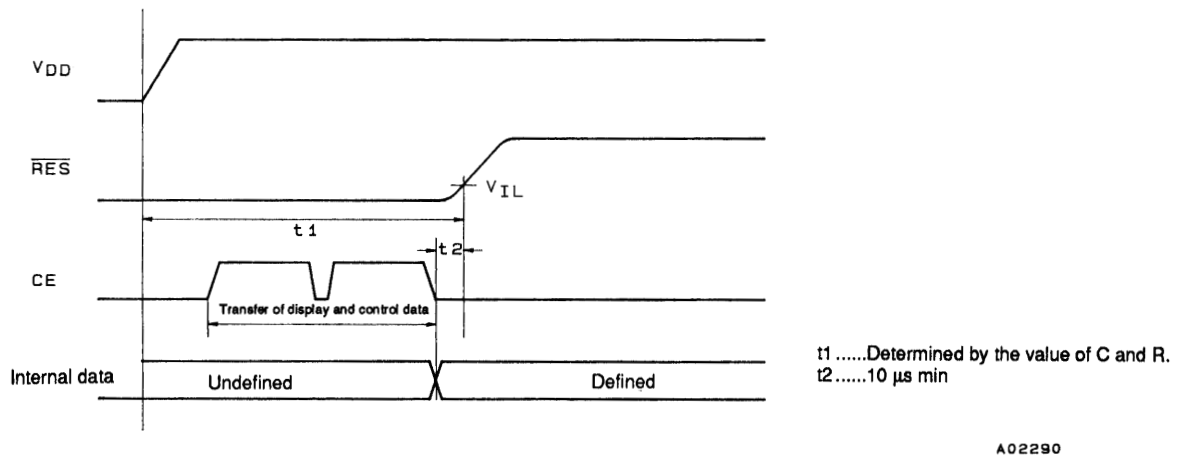 VDD
RES
VIL
t1
t2
CE
Transfer of display and control data
Internal data
Undefined
Defined
t1......Determined by the value of C and R.
t2......10 μs min
A02290